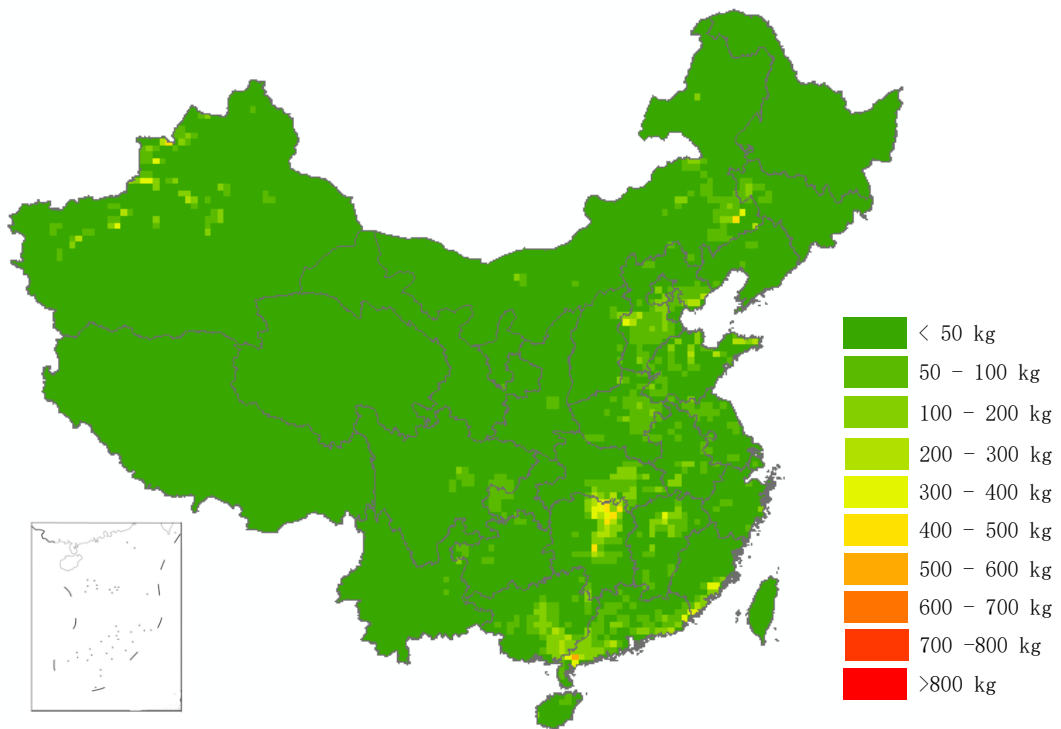 < 50 kg
50 - 100 kg
100 - 200 kg
200 - 300 kg
300 - 400 kg
400 - 500 kg
500 - 600 kg
600 - 700 kg
700 -800 kg
>800 kg